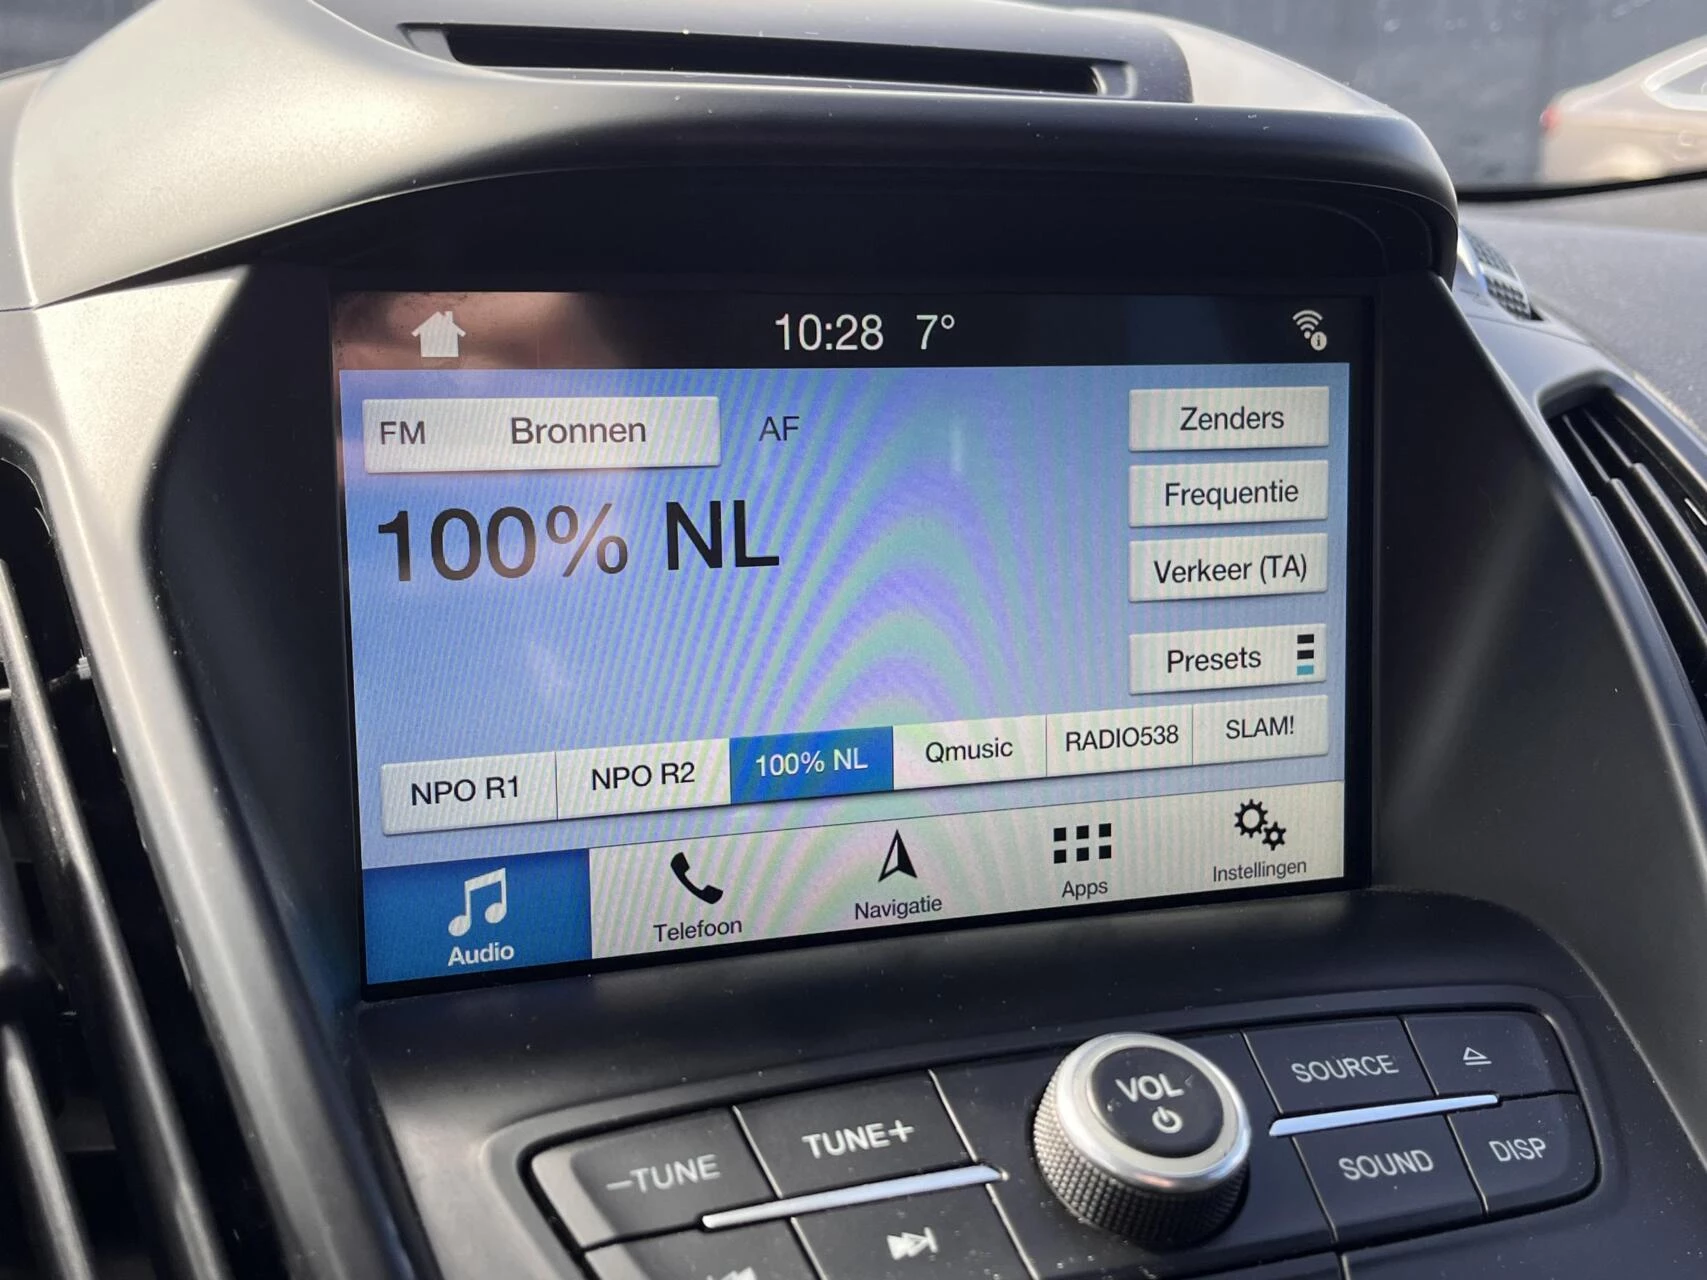 10:28 7°
FM Bronnen AF
Zenders
100% NL
Frequentie
Verkeer (TA)
Presets
NPO R1 NPO R2 100% NL Qmusic RADIO538 SLAM!
Audio Telefoon Navigatie Apps Instellingen
–TUNE TUNE+ VOL SOURCE
SOUND DISP